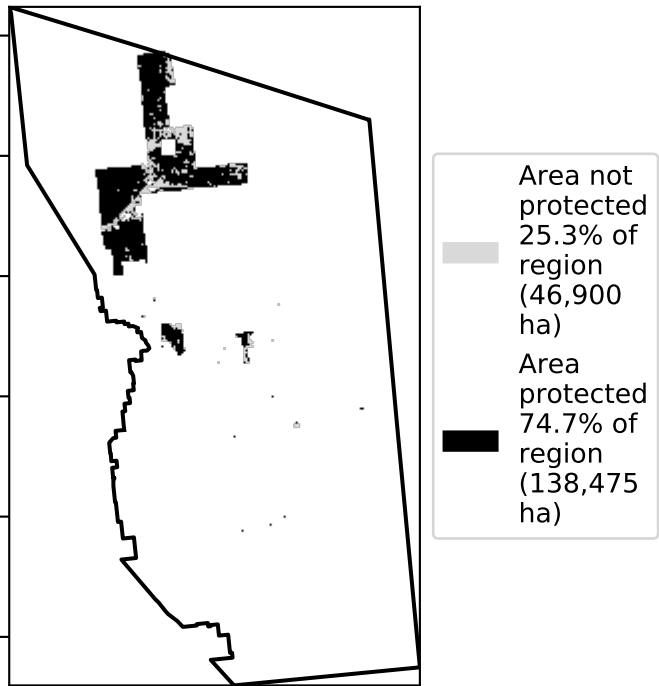 Area not
protected
25.3% of
region
(46,900
ha)
Area
protected
74.7% of
region
(138,475
ha)